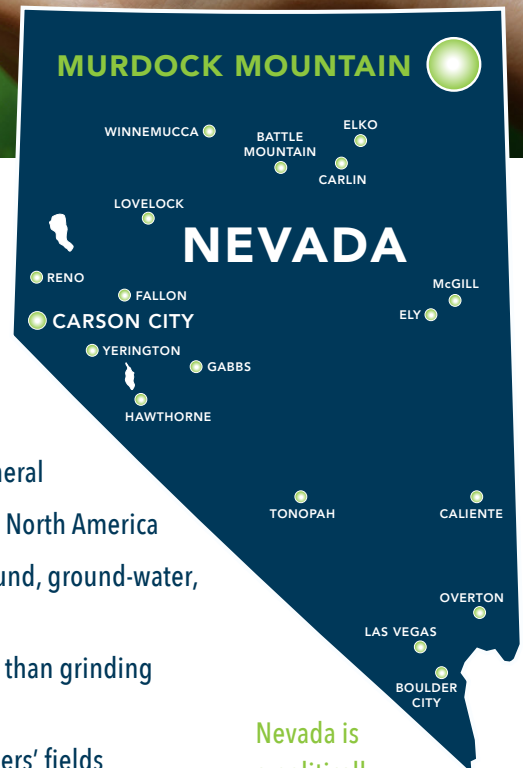 MURDOCK MOUNTAIN
WINNEMUCCA
BATTLE
MOUNTAIN
ELKO
CARLIN
LOVELOCK
NEVADA
RENO
FALLON
McGILL
ELY
CARSON CITY
YERINGTON
GABBS
HAWTHORNE
TONOPAH
CALIENTE
OVERTON
LAS VEGAS
BOULDER
CITY
North America
ground-water,
than grinding
fields
Nevada is